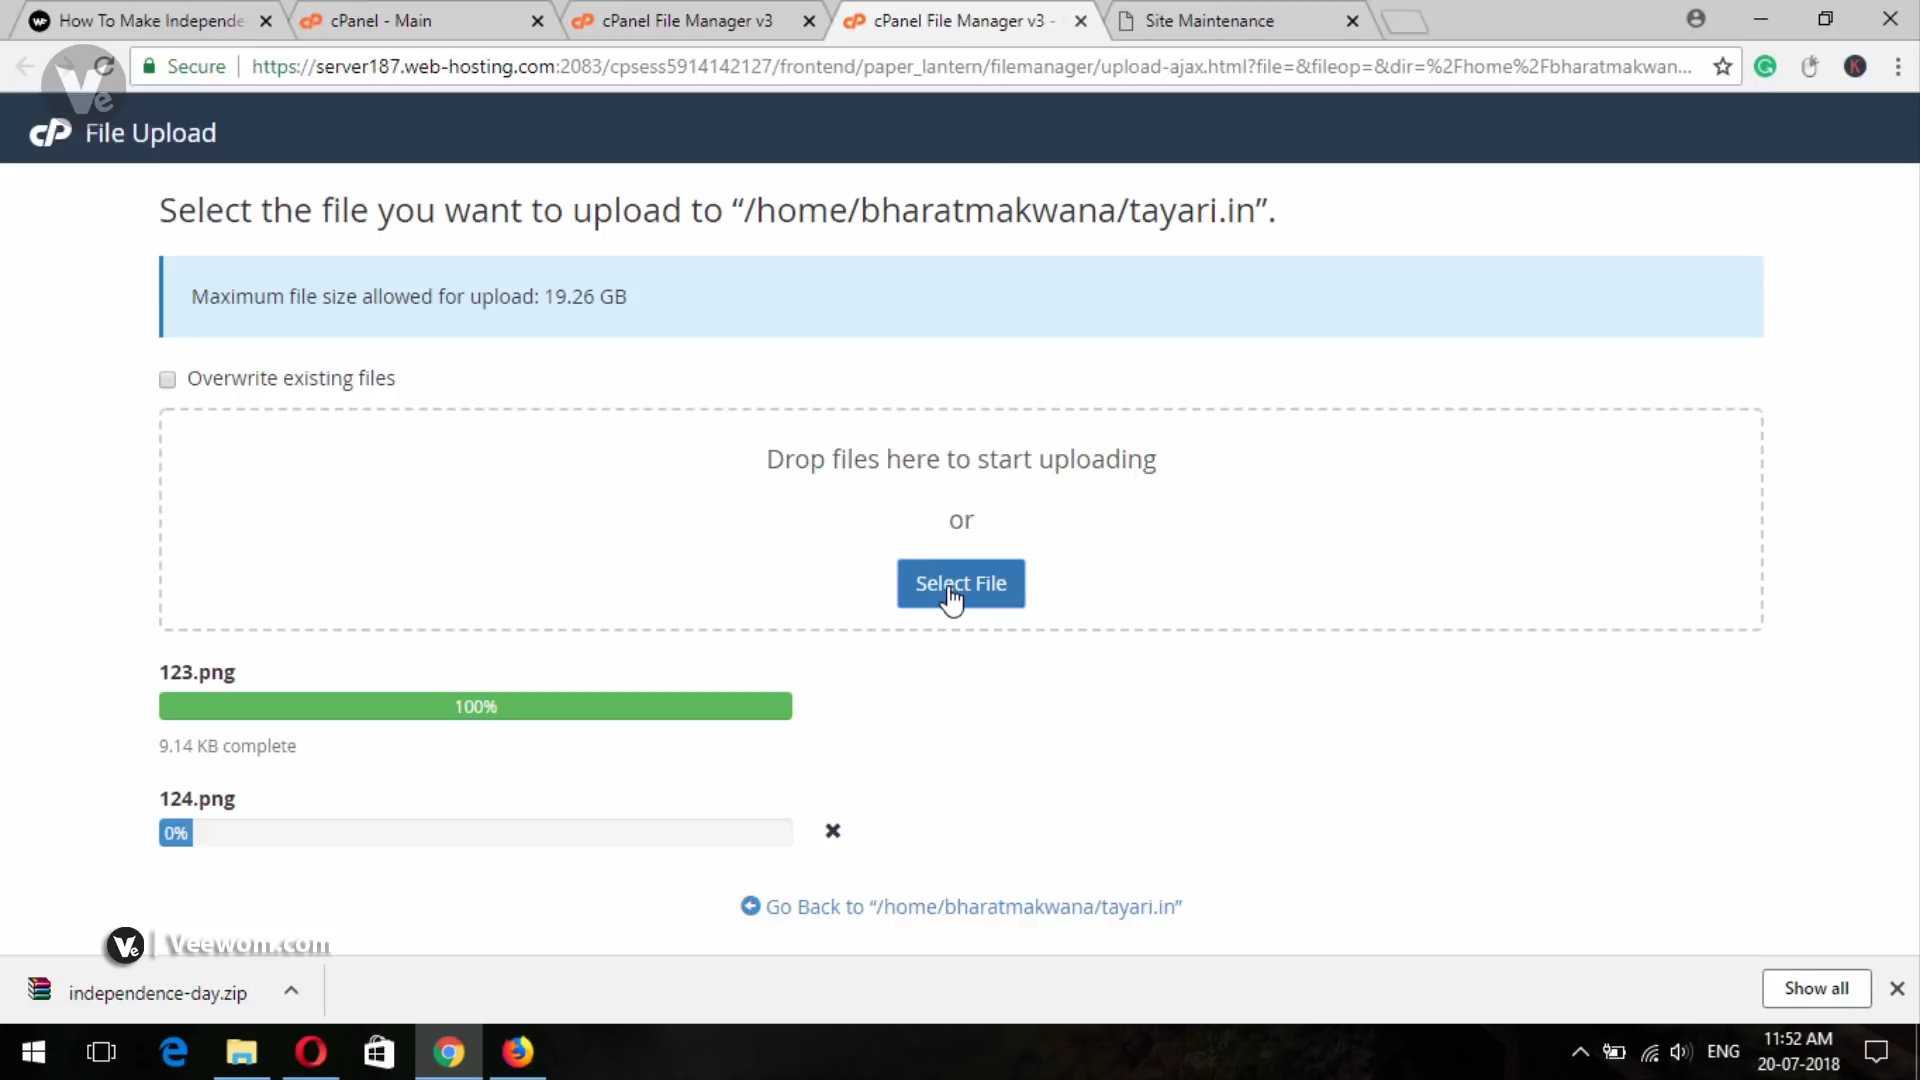 How To Make Independe
cPanel - Main
cPanel File Manager v3
cPanel File Manager v3 -
Site Maintenance
Secure
https://server187.web-hosting.com:2083/cpsess5914142127/frontend/paper_lantern/filemanager/upload-ajax.html?file=&fileop=&dir=%2Fhome%2Fbharatmakwan...
Ve
cP File Upload
Select the file you want to upload to “/home/bharatmakwana/tayari.in”.
Maximum file size allowed for upload: 19.26 GB
Overwrite existing files
Drop files here to start uploading
or
Select File
123.png
100%
9.14 KB complete
124.png
0%
Go Back to “/home/bharatmakwana/tayari.in”
Ve | Veewom.com
independence-day.zip
Show all
ENG
11:52 AM
20-07-2018